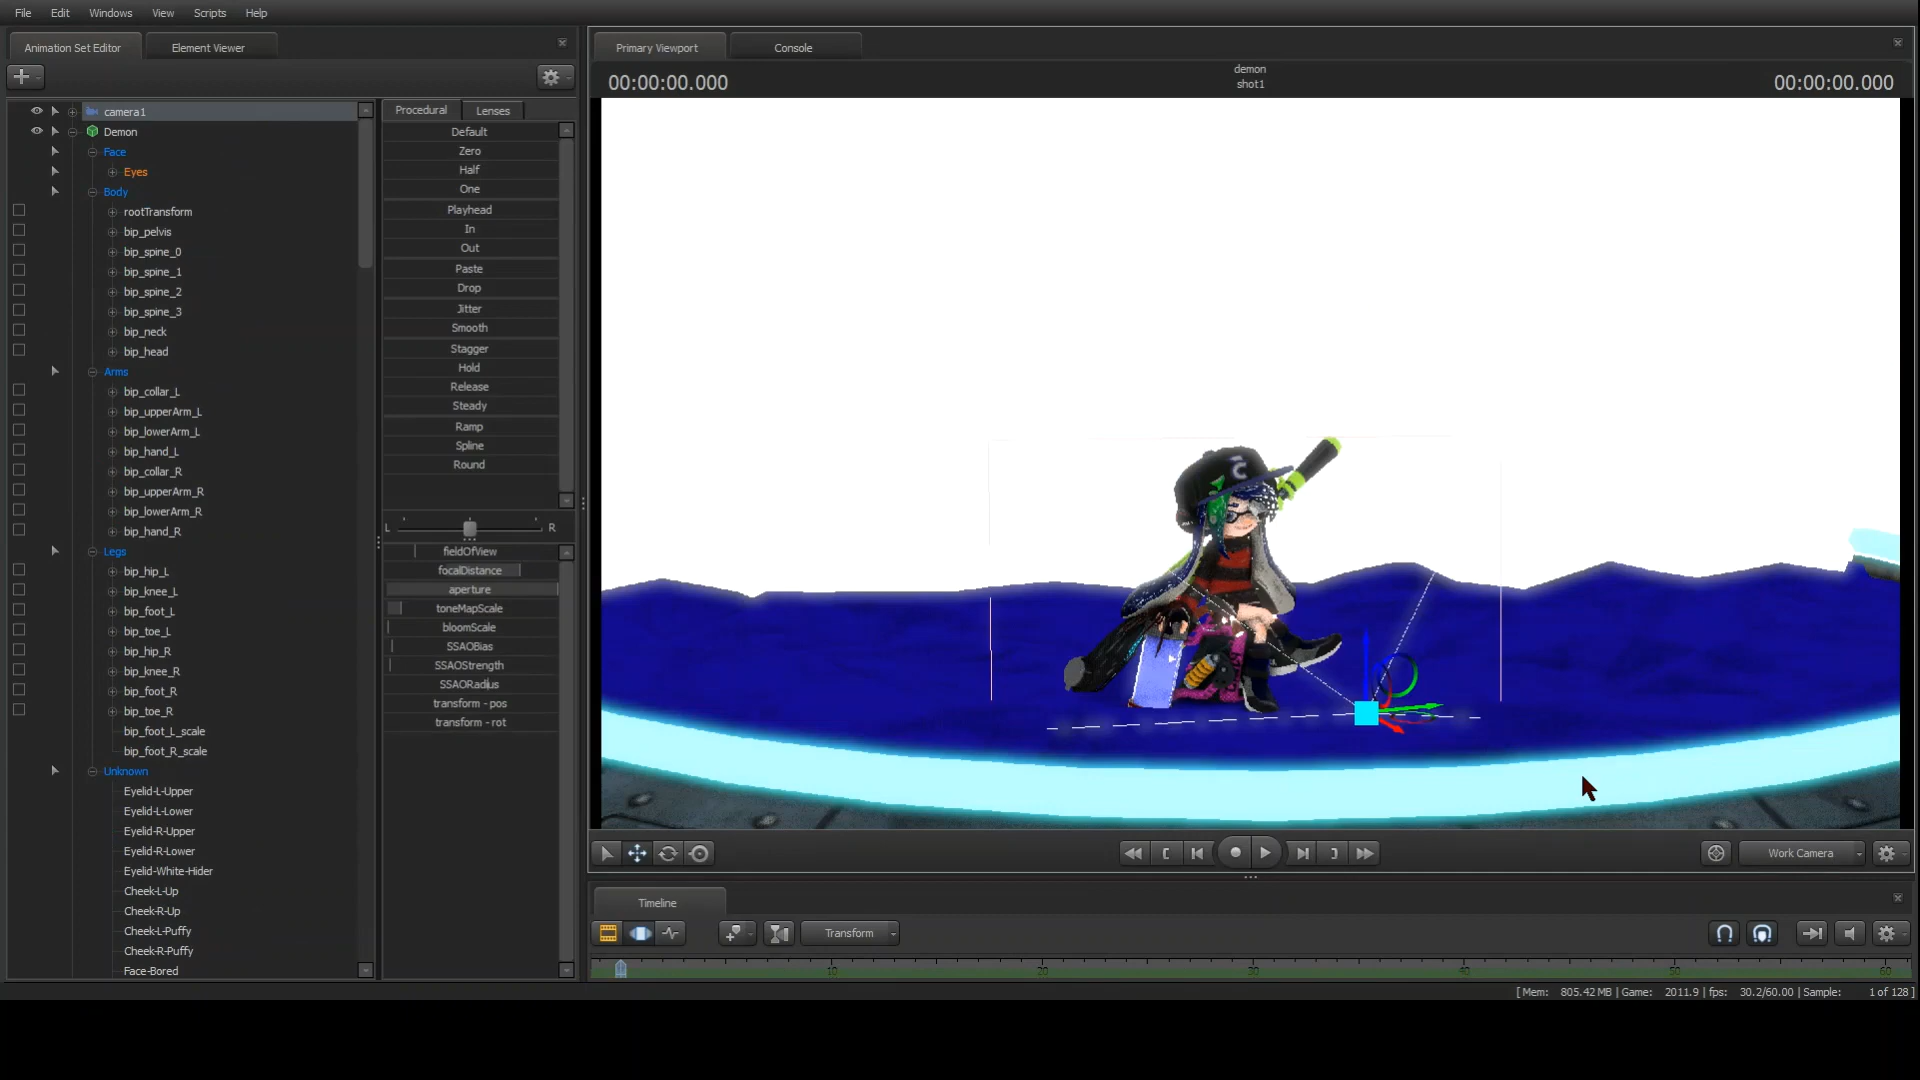 File Edit Windows View Scripts Help
Animation Set Editor Element Viewer
Primary Viewport Console
00:00:00.000
demon
shot1
00:00:00.000
camera1
Demon
Face
Eyes
Body
rootTransform
bip_pelvis
bip_spine_0
bip_spine_1
bip_spine_2
bip_spine_3
bip_neck
bip_head
Arms
bip_collar_L
bip_upperArm_L
bip_lowerArm_L
bip_hand_L
bip_collar_R
bip_upperArm_R
bip_lowerArm_R
bip_hand_R
Legs
bip_hip_L
bip_knee_L
bip_foot_L
bip_toe_L
bip_hip_R
bip_knee_R
bip_foot_R
bip_toe_R
bip_foot_L_scale
bip_foot_R_scale
Unknown
Eyelid-L-Upper
Eyelid-L-Lower
Eyelid-R-Upper
Eyelid-R-Lower
Eyelid-White-Hider
Cheek-L-Up
Cheek-R-Up
Cheek-L-Puffy
Cheek-R-Puffy
Face-Bored
Procedural Lenses
Default
Zero
Half
One
Playhead
In
Out
Paste
Drop
Jitter
Smooth
Stagger
Hold
Release
Steady
Ramp
Spline
Round
L R
fieldOfView
focalDistance
aperture
toneMapScale
bloomScale
SSAOBias
SSAOStrength
SSAORadius
transform - pos
transform - rot
Work Camera
Timeline
Transform
10 20 30 40 50 60
[ Mem: 805.42 MB | Game: 2011.9 | fps: 30.2/60.00 | Sample: 1 of 128 ]